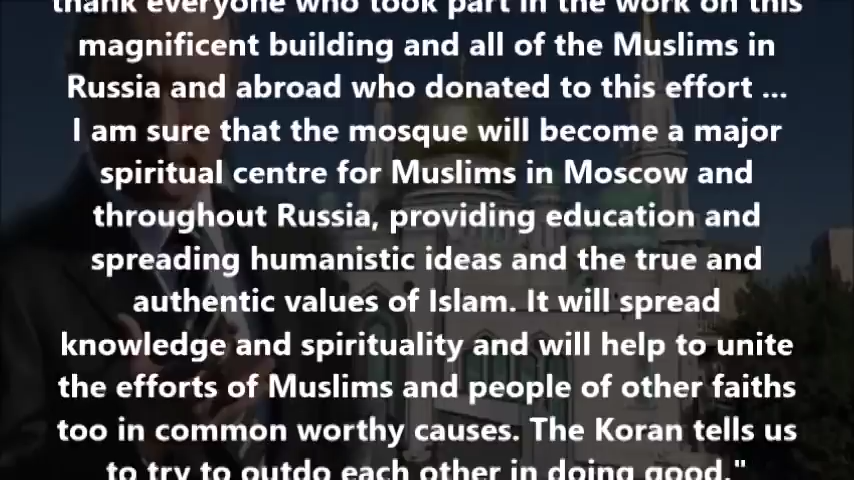 thank everyone who took part in the work on this
magnificent building and all of the Muslims in
Russia and abroad who donated to this effort ...
I am sure that the mosque will become a major
spiritual centre for Muslims in Moscow and
throughout Russia, providing education and
spreading humanistic ideas and the true and
authentic values of Islam. It will spread
knowledge and spirituality and will help to unite
the efforts of Muslims and people of other faiths
too in common worthy causes. The Koran tells us
to try to outdo each other in doing good."